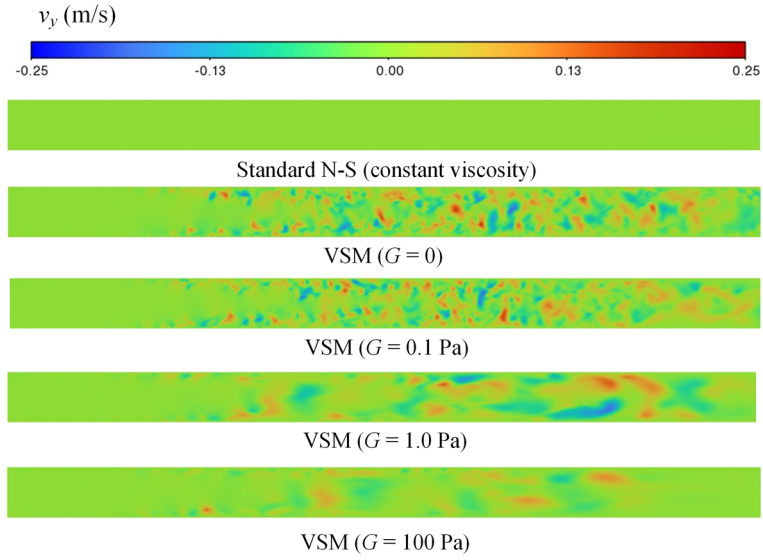 v_y (m/s)
-0.25 -0.13 0.00 0.13 0.25
Standard N-S (constant viscosity)
VSM (G = 0)
VSM (G = 0.1 Pa)
VSM (G = 1.0 Pa)
VSM (G = 100 Pa)